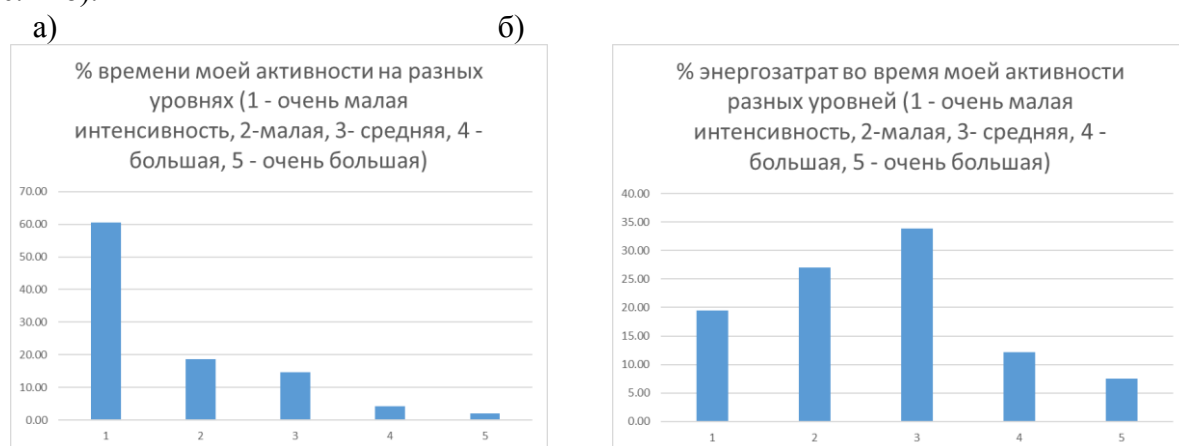 а)
б)
% времени моей активности на разных
уровнях (1 - очень малая
интенсивность, 2-малая, 3- средняя, 4 -
большая, 5 - очень большая)
70.00
60.00
50.00
40.00
30.00
20.00
10.00
0.00
1 2 3 4 5
% энергозатрат во время моей активности
разных уровней (1 - очень малая
интенсивность, 2-малая, 3- средняя, 4 -
большая, 5 - очень большая)
40.00
35.00
30.00
25.00
20.00
15.00
10.00
5.00
0.00
1 2 3 4 5